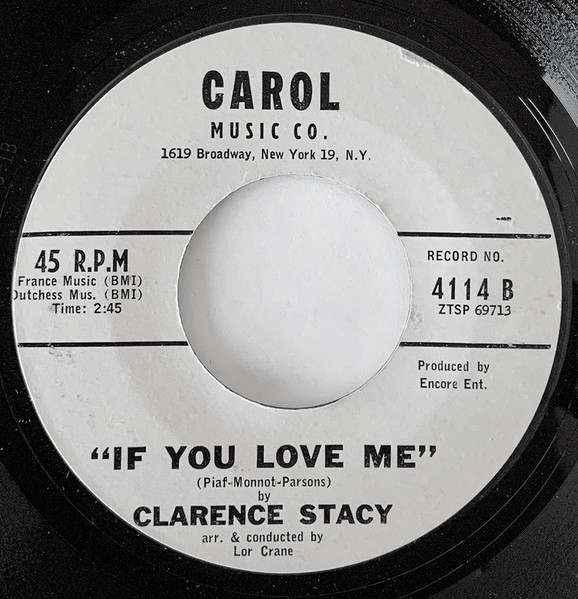 CAROL
MUSIC CO.
1619 Broadway, New York 19, N.Y.
45 R.P.M
France Music (BMI)
Dutchess Mus. (BMI)
Time: 2:45
RECORD NO.
4114 B
ZTSP 69713
Produced by
Encore Ent.
"IF YOU LOVE ME"
(Piaf-Monnot-Parsons)
by
CLARENCE STACY
arr. & conducted by
Lor Crane